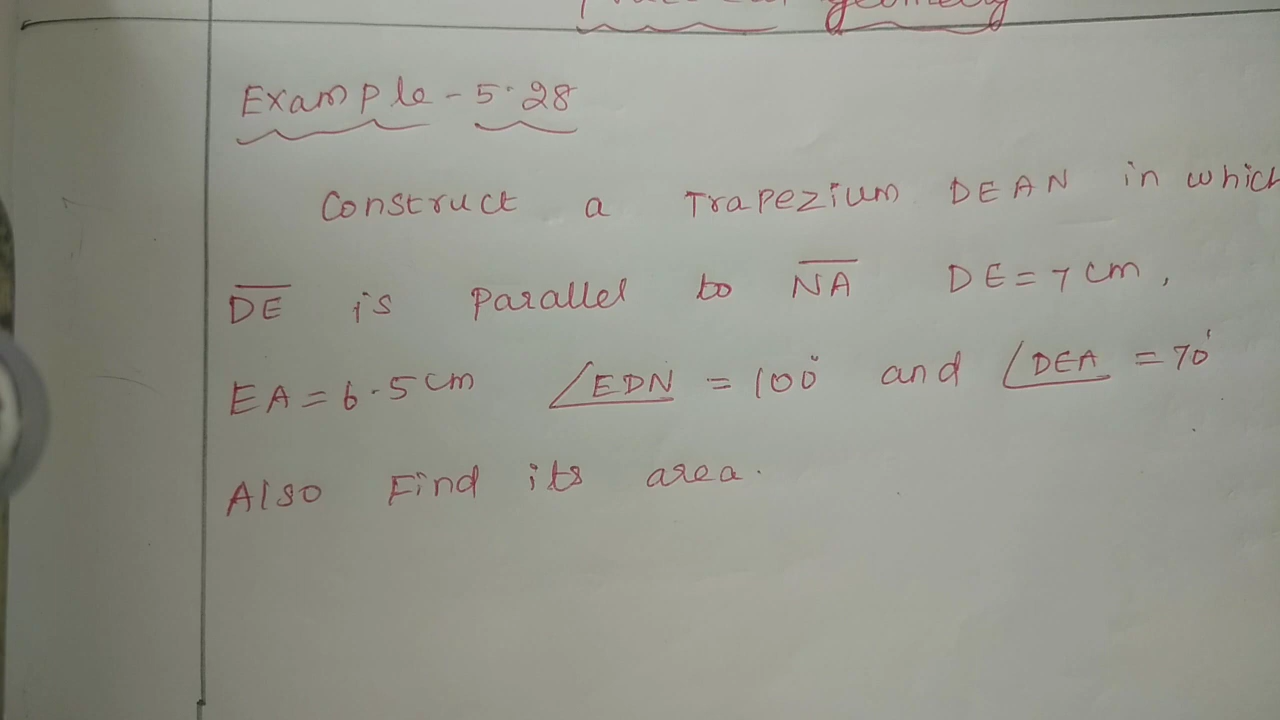 geometry
Example - 5.28
Construct a Trapezium DEAN in which
DE is parallel to NA DE = 7 cm,
EA = 6.5 cm ∠EDN = 100° and ∠DEA = 70°
Also Find its area.